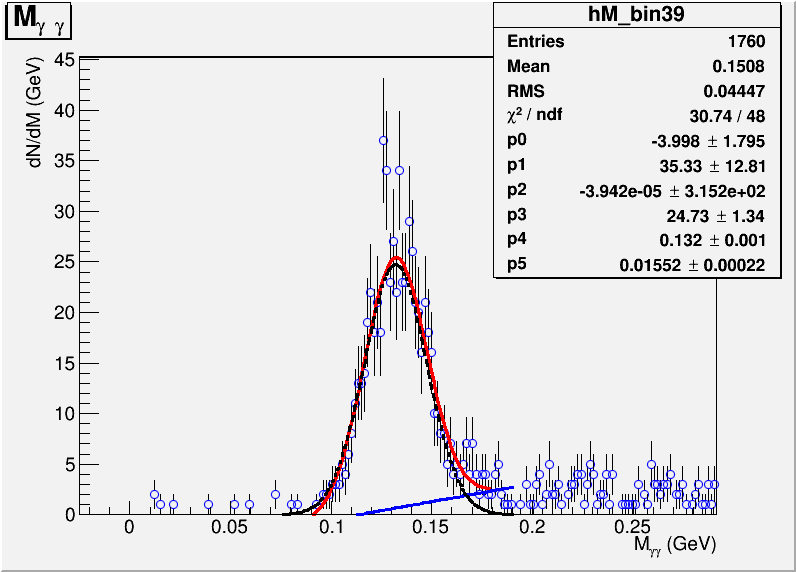 Mγ γ
hM_bin39
Entries 1760
Mean 0.1508
RMS 0.04447
χ² / ndf 30.74 / 48
p0 -3.998 ± 1.795
p1 35.33 ± 12.81
p2 -3.942e-05 ± 3.152e+02
p3 24.73 ± 1.34
p4 0.132 ± 0.001
p5 0.01552 ± 0.00022
dN/dM (GeV)
45
40
35
30
25
20
15
10
5
0
0 0.05 0.1 0.15 0.2 0.25
Mγγ (GeV)